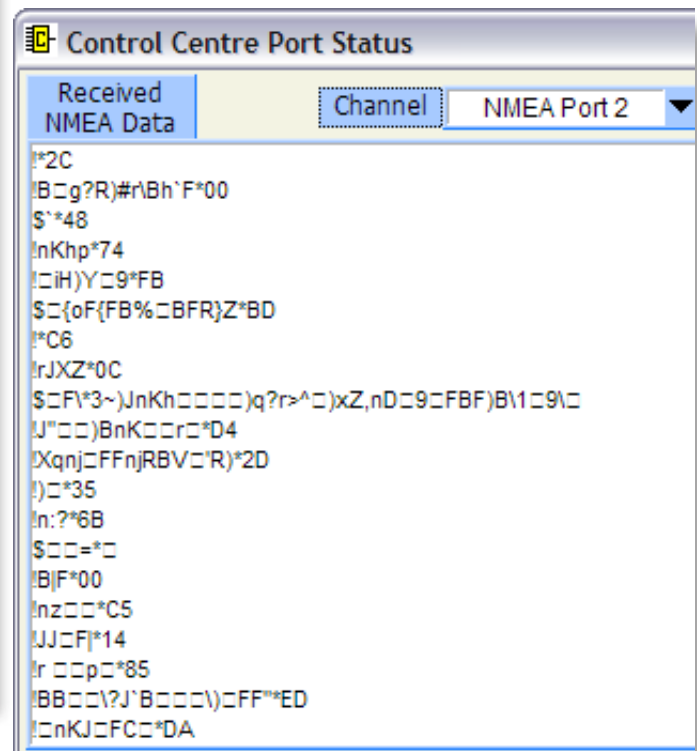 Control Centre Port Status
Received
NMEA Data
Channel
NMEA Port 2
!*2C
!B□g?R)#r\Bh`F*00
$`*48
!nKhp*74
!□iH)Y□9*FB
$□{oF{FB%□BFR}Z*BD
!*C6
!rJXZ*0C
$□F\*3~)JnKh□□□□)q?r>^□)xZ,nD□9□FBF)B\1□9\□
!J"□□)BnK□□r□*D4
!Xqnj□FFnjRBV□'R)*2D
!)□*35
!n:?*6B
$□□=*□
!B|F*00
!nz□□*C5
!JJ□F|*14
!r □□p□*85
!BB□□\?J`B□□□\)□FF"*ED
!□nKJ□FC□*DA